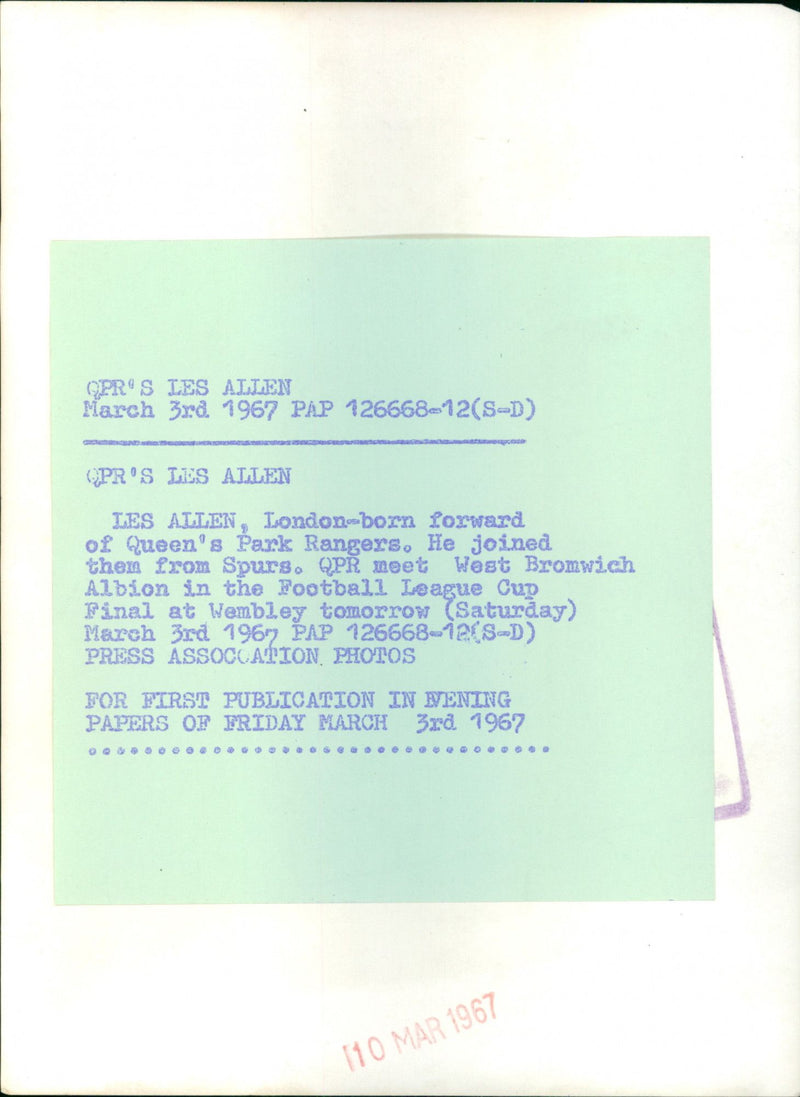 QPR'S LES ALLEN
March 3rd 1967 PAP 126668-12(S-D)
QPR'S LES ALLEN
LES ALLEN, London-born forward
of Queen's Park Rangers. He joined
them from Spurs. QPR meet West Bromwich
Albion in the Football League Cup
Final at Wembley tomorrow (Saturday)
March 3rd 1967 PAP 126668-12(S-D)
PRESS ASSOCCATION PHOTOS
FOR FIRST PUBLICATION IN EVENING
PAPERS OF FRIDAY MARCH 3rd 1967
..................................
10 MAR 1967